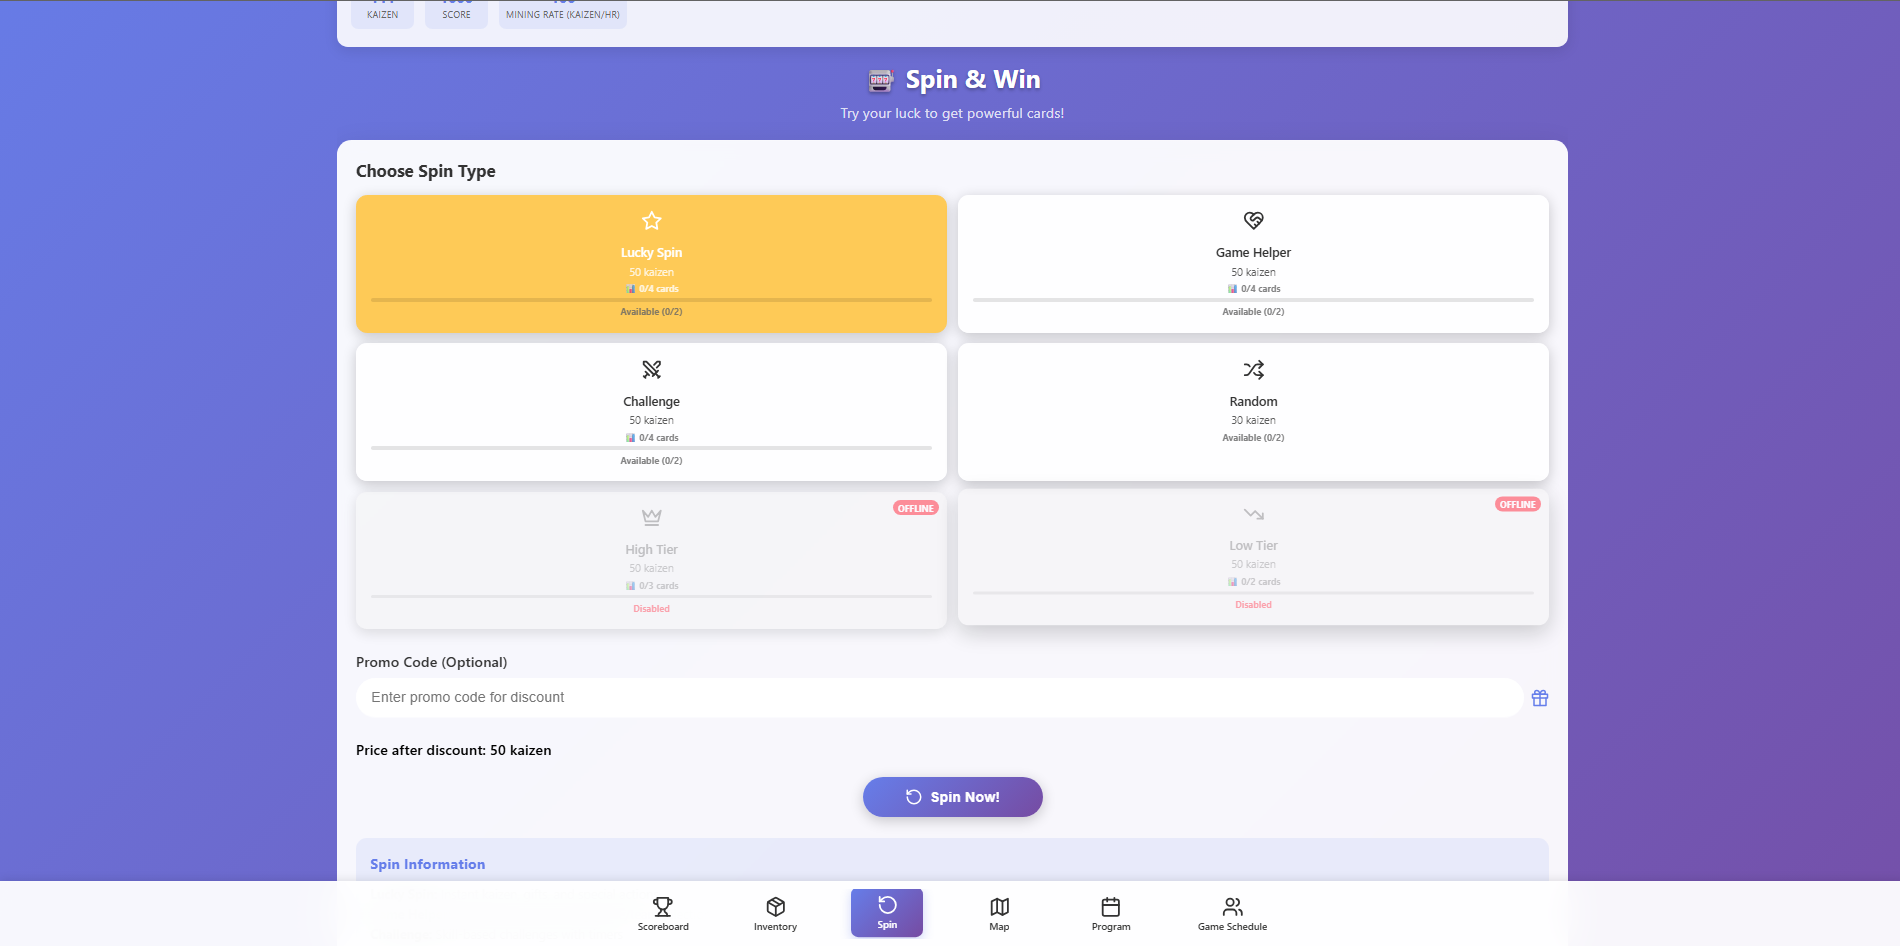 KAIZEN
SCORE
MINING RATE (KAIZEN/HR)
Spin & Win
Try your luck to get powerful cards!
Choose Spin Type
Lucky Spin
50 kaizen
0/4 cards
Available (0/2)
Game Helper
50 kaizen
0/4 cards
Available (0/2)
Challenge
50 kaizen
0/4 cards
Available (0/2)
Random
30 kaizen
Available (0/2)
OFFLINE
High Tier
50 kaizen
0/3 cards
Disabled
OFFLINE
Low Tier
50 kaizen
0/2 cards
Disabled
Promo Code (Optional)
Enter promo code for discount
Price after discount: 50 kaizen
Spin Now!
Spin Information
Scoreboard
Inventory
Spin
Map
Program
Game Schedule